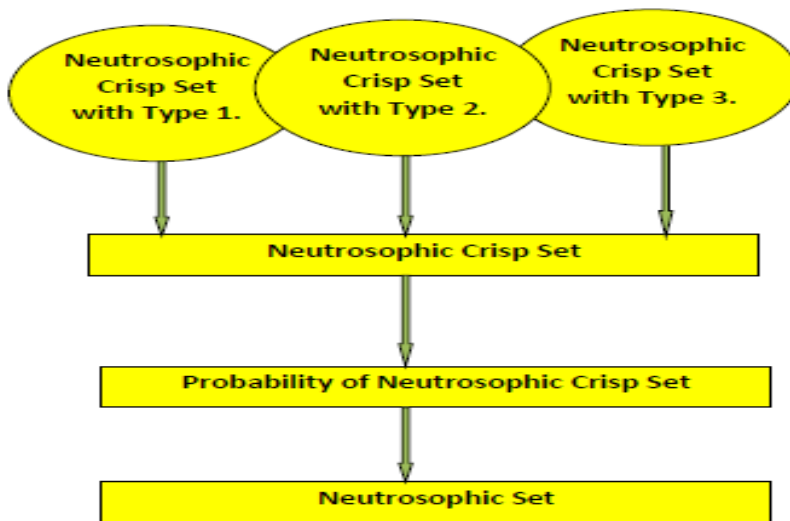 Neutrosophic
Crisp Set
with Type 1.
Neutrosophic
Crisp Set
with Type 2.
Neutrosophic
Crisp Set
with Type 3.
Neutrosophic Crisp Set
Probability of Neutrosophic Crisp Set
Neutrosophic Set